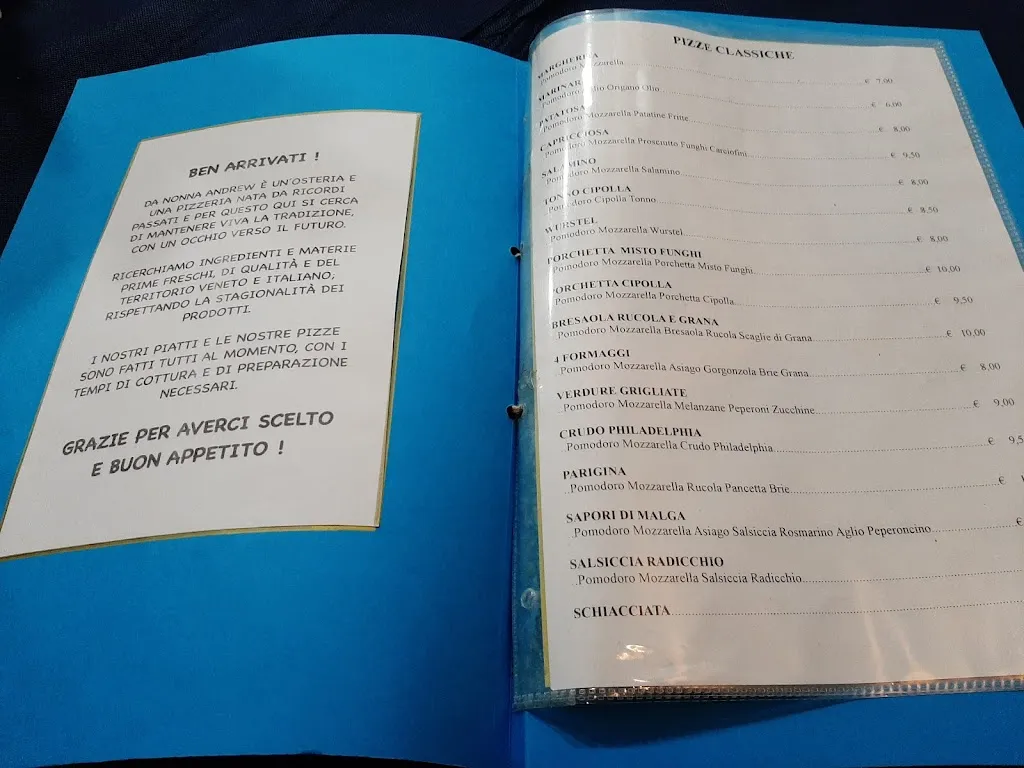 BEN ARRIVATI !
DA NONNA ANDREW È UN'OSTERIA E
UNA PIZZERIA NATA DA RICORDI
PASSATI E PER QUESTO QUI SI CERCA
DI MANTENERE VIVA LA TRADIZIONE,
CON UN OCCHIO VERSO IL FUTURO.
RICERCHIAMO INGREDIENTI E MATERIE
PRIME FRESCHI, DI QUALITÀ E DEL
TERRITORIO VENETO E ITALIANO,
RISPETTANDO LA STAGIONALITÀ DEI
PRODOTTI.
I NOSTRI PIATTI E LE NOSTRE PIZZE
SONO FATTI TUTTI AL MOMENTO, CON I
TEMPI DI COTTURA E DI PREPARAZIONE
NECESSARI.
GRAZIE PER AVERCI SCELTO
E BUON APPETITO !
PIZZE CLASSICHE
MARGHERITA
Pomodoro Mozzarella € 7,00
MARINARA
Pomodoro Aglio Origano Olio € 6,00
PATATOSA
Pomodoro Mozzarella Patatine Fritte € 8,00
CAPRICCIOSA
Pomodoro Mozzarella Prosciutto Funghi Carciofini € 9,50
SALAMINO
Pomodoro Mozzarella Salamino € 8,00
TONNO CIPOLLA
Pomodoro Cipolla Tonno € 8,50
WURSTEL
Pomodoro Mozzarella Wurstel € 8,00
PORCHETTA MISTO FUNGHI
Pomodoro Mozzarella Porchetta Misto Funghi € 10,00
PORCHETTA CIPOLLA
Pomodoro Mozzarella Porchetta Cipolla € 9,50
BRESAOLA RUCOLA E GRANA
Pomodoro Mozzarella Bresaola Rucola Scaglie di Grana € 10,00
4 FORMAGGI
Pomodoro Mozzarella Asiago Gorgonzola Brie Grana € 8,00
VERDURE GRIGLIATE
Pomodoro Mozzarella Melanzane Peperoni Zucchine € 9,00
CRUDO PHILADELPHIA
Pomodoro Mozzarella Crudo Philadelphia € 9,5
PARIGINA
Pomodoro Mozzarella Rucola Pancetta Brie €
SAPORI DI MALGA
Pomodoro Mozzarella Asiago Salsiccia Rosmarino Aglio Peperoncino €
SALSICCIA RADICCHIO
Pomodoro Mozzarella Salsiccia Radicchio
SCHIACCIATA